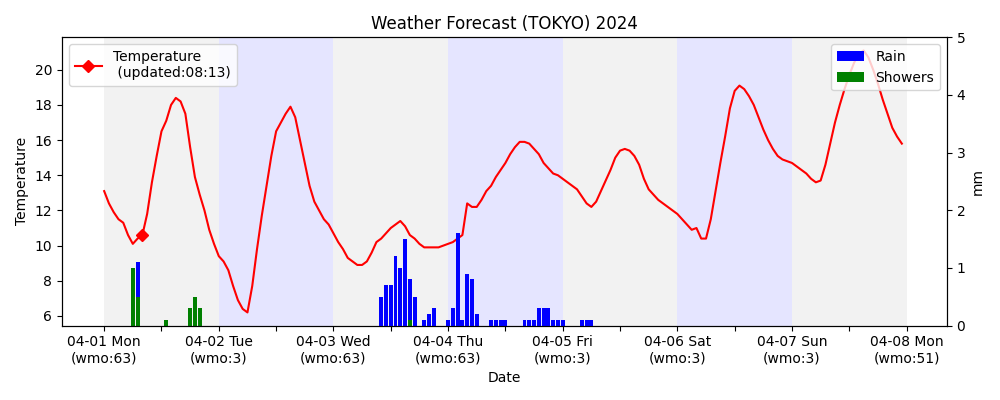 Weather Forecast (TOKYO) 2024
Temperature
(updated:08:13)
Rain
Showers
Temperature
20
18
16
14
12
10
8
6
5
4
3
2
1
0
mm
04-01 Mon
(wmo:63)
04-02 Tue
(wmo:3)
04-03 Wed
(wmo:63)
04-04 Thu
(wmo:63)
04-05 Fri
(wmo:3)
04-06 Sat
(wmo:3)
04-07 Sun
(wmo:3)
04-08 Mon
(wmo:51)
Date